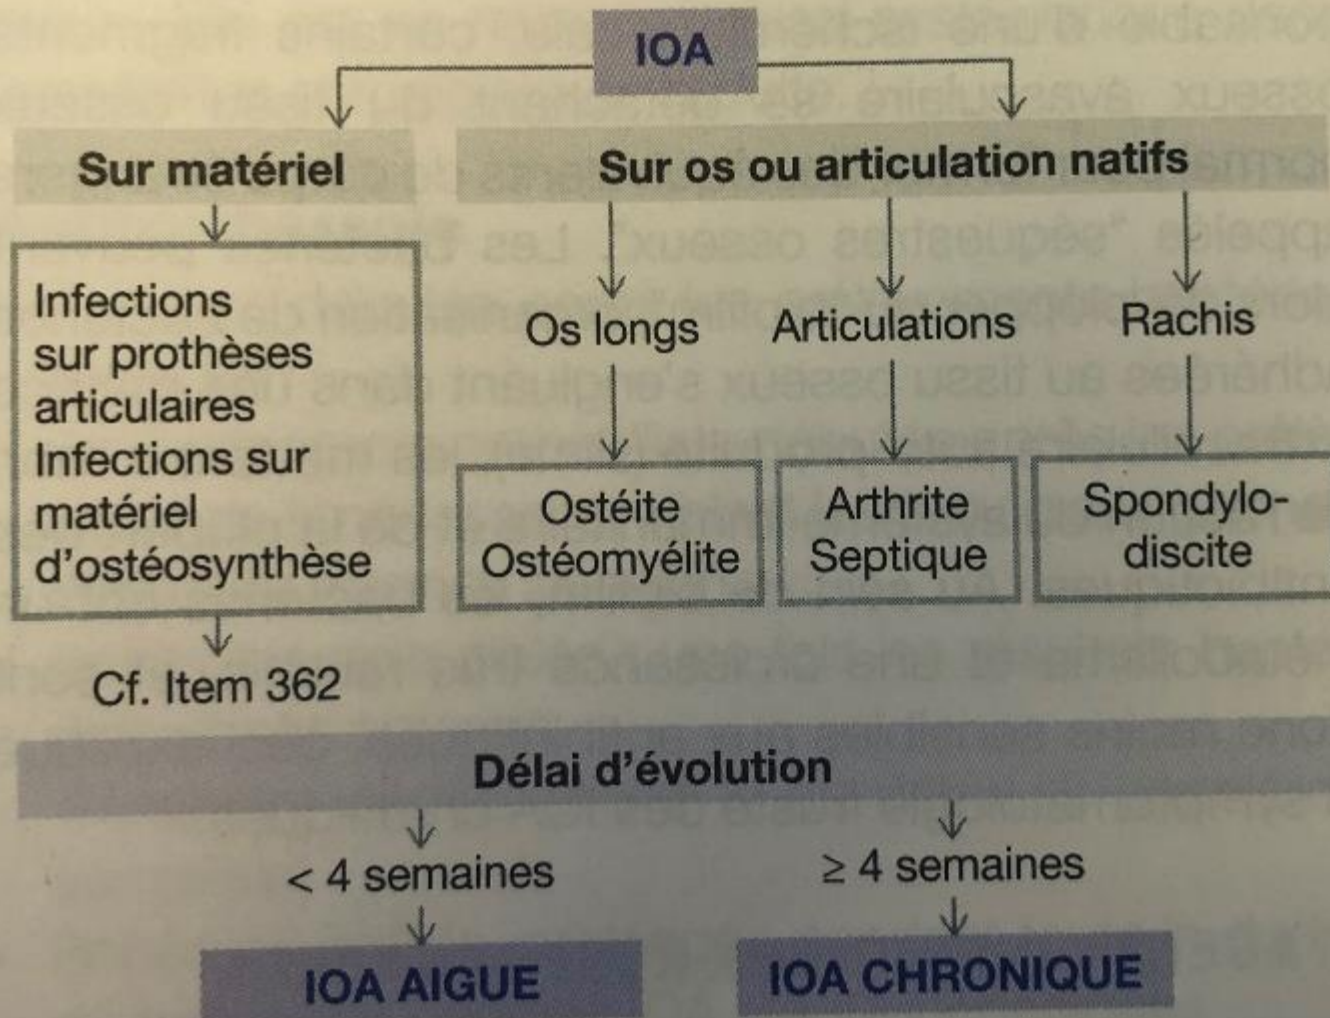 IOA
Sur matériel
Sur os ou articulation natifs
Infections
sur prothèses
articulaires
Infections sur
matériel
d'ostéosynthèse
Cf. Item 362
Os longs
Articulations
Rachis
Ostéite
Ostéomyélite
Arthrite
Septique
Spondylo-
discite
Délai d'évolution
< 4 semaines
≥ 4 semaines
IOA AIGUE
IOA CHRONIQUE